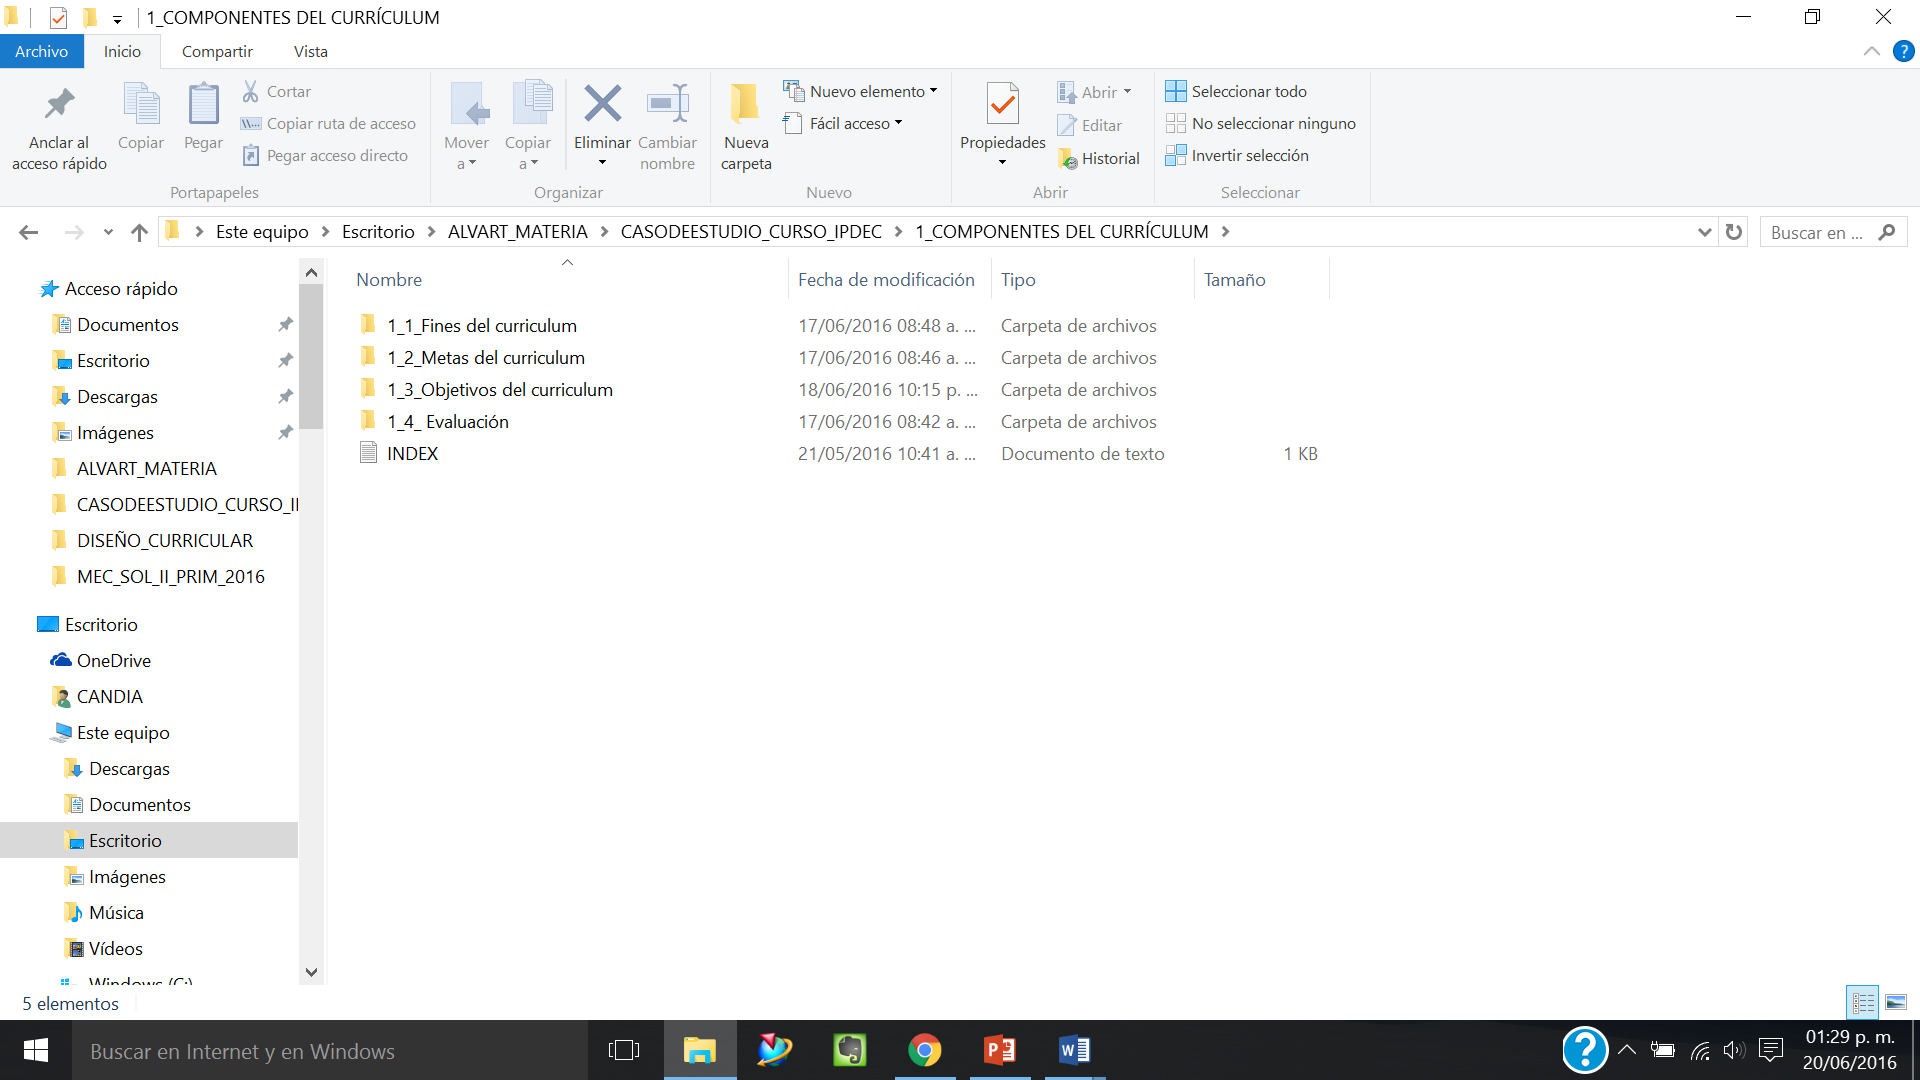 1_COMPONENTES DEL CURRÍCULUM
Archivo Inicio Compartir Vista
Anclar al acceso rápido
Copiar
Pegar
Cortar
Copiar ruta de acceso
Pegar acceso directo
Portapapeles
Mover a
Copiar a
Eliminar
Cambiar nombre
Organizar
Nueva carpeta
Nuevo elemento
Fácil acceso
Nuevo
Propiedades
Abrir
Editar
Historial
Abrir
Seleccionar todo
No seleccionar ninguno
Invertir selección
Seleccionar
Este equipo > Escritorio > ALVART_MATERIA > CASODEESTUDIO_CURSO_IPDEC > 1_COMPONENTES DEL CURRÍCULUM >
Buscar en ...
Acceso rápido
Documentos
Escritorio
Descargas
Imágenes
ALVART_MATERIA
CASODEESTUDIO_CURSO_I
DISEÑO_CURRICULAR
MEC_SOL_II_PRIM_2016
Escritorio
OneDrive
CANDIA
Este equipo
Descargas
Documentos
Escritorio
Imágenes
Música
Vídeos
Windows (C:)
Nombre Fecha de modificación Tipo Tamaño
1_1_Fines del curriculum 17/06/2016 08:48 a. ... Carpeta de archivos
1_2_Metas del curriculum 17/06/2016 08:46 a. ... Carpeta de archivos
1_3_Objetivos del curriculum 18/06/2016 10:15 p. ... Carpeta de archivos
1_4_ Evaluación 17/06/2016 08:42 a. ... Carpeta de archivos
INDEX 21/05/2016 10:41 a. ... Documento de texto 1 KB
5 elementos
Buscar en Internet y en Windows
01:29 p. m.
20/06/2016